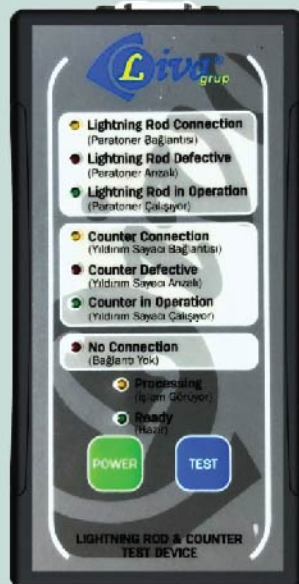 Liva
grup
Lightning Rod Connection
(Paratoner Bağlantısı)
Lightning Rod Defective
(Paratoner Arızalı)
Lightning Rod in Operation
(Paratoner Çalışıyor)
Counter Connection
(Yıldırım Sayacı Bağlantısı)
Counter Defective
(Yıldırım Sayacı Arızalı)
Counter in Operation
(Yıldırım Sayacı Çalışıyor)
No Connection
(Bağlantı Yok)
Processing
(İşlem Görüyor)
Ready
(Hazır)
POWER
TEST
LIGHTNING ROD & COUNTER
TEST DEVICE